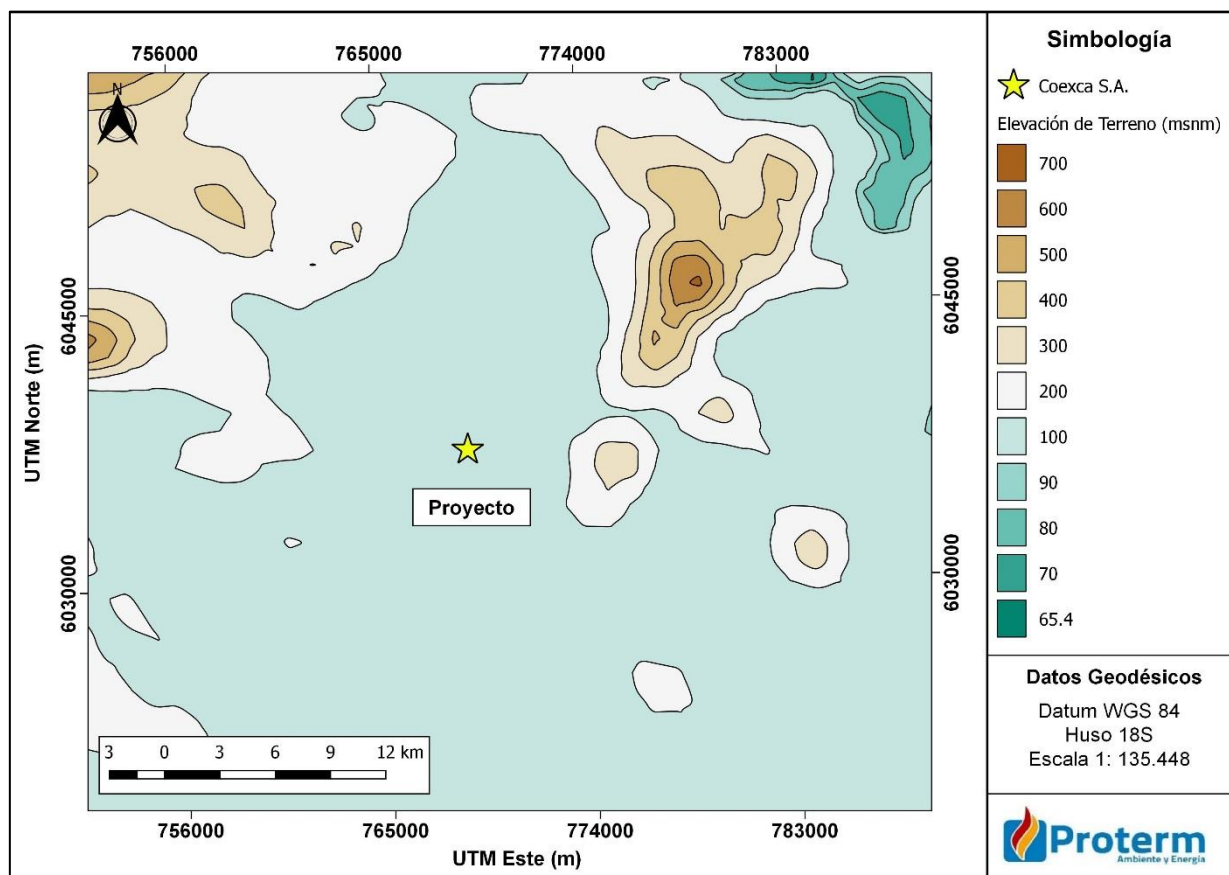 756000
765000
774000
783000
N
6045000
6045000
UTM Norte (m)
Proyecto
6030000
6030000
3 0 3 6 9 12 km
756000
765000
774000
783000
UTM Este (m)
Simbología
Coexca S.A.
Elevación de Terreno (msnm)
700
600
500
400
300
200
100
90
80
70
65.4
Datos Geodésicos
Datum WGS 84
Huso 18S
Escala 1: 135.448
Proterm
Ambiente y Energía